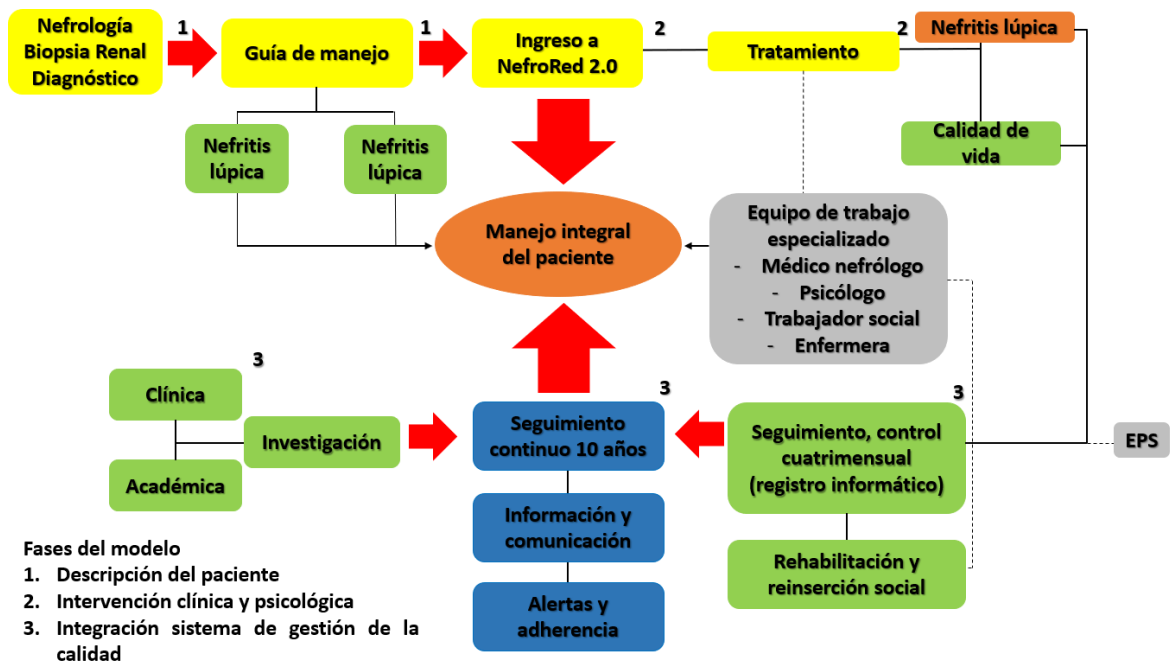 Nefrología
Biopsia Renal
Diagnóstico
1
Guía de manejo
1
Ingreso a
NefroRed 2.0
2
Tratamiento
2
Nefritis lúpica
Calidad de
vida
Nefritis
lúpica
Nefritis
lúpica
Manejo integral
del paciente
Equipo de trabajo
especializado
- Médico nefrólogo
- Psicólogo
- Trabajador social
- Enfermera
3
Clínica
Investigación
Académica
3
Seguimiento
continuo 10 años
Información y
comunicación
Alertas y
adherencia
3
Seguimiento, control
cuatrimensual
(registro informático)
Rehabilitación y
reinserción social
EPS
Fases del modelo
1. Descripción del paciente
2. Intervención clínica y psicológica
3. Integración sistema de gestión de la
calidad